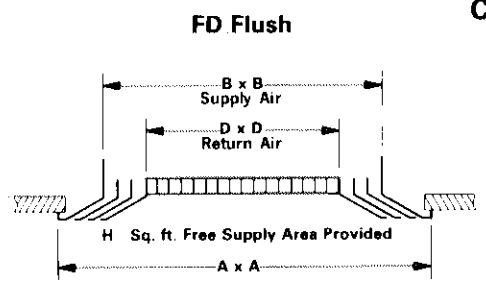 C
FD Flush
B x B
Supply Air
D x D
Return Air
H Sq. ft. Free Supply Area Provided
A x A